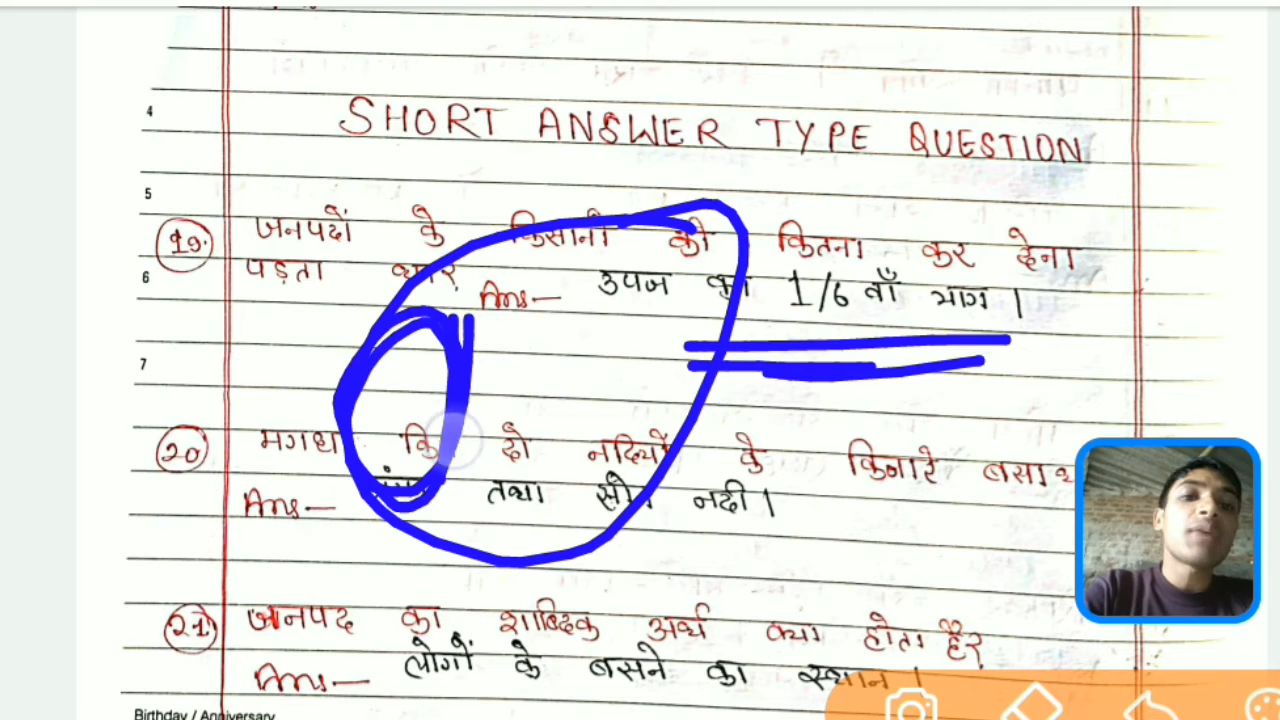 4
SHORT ANSWER TYPE QUESTION
5
19. जनपदों के किसानों को कितना कर देना
6
पड़ता था? Ans— उपज का 1/6 वाँ भाग ।
7
20 मगध कि दो नदियों के किनारे बसा
Ans— तथा सोन नदी ।
21. जनपद का शाब्दिक अर्थ क्या होता है?
Ans— लोगों के बसने का स्थान ।
Birthday / Anniversary